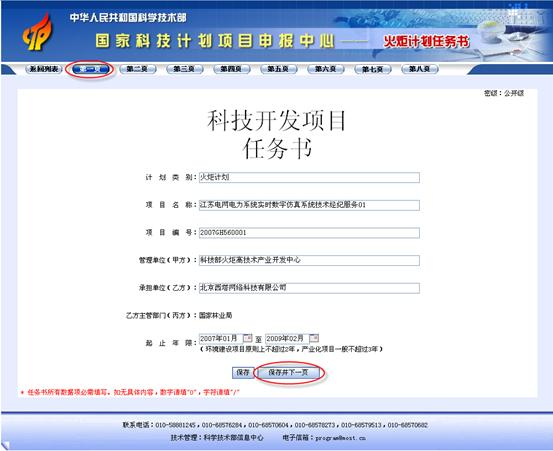 中华人民共和国科学技术部
国家科技计划项目申报中心—— 火炬计划任务书
返回列表 第一页 第二页 第三页 第四页 第五页 第六页 第七页 第八页
密级：公开级
科技开发项目
任务书
计 划 类 别： 火炬计划
项 目 名 称： 江苏电网电力系统实时数字仿真系统技术经纪服务01
项 目 编 号： 2007GH560001
管理单位(甲方)： 科技部火炬高技术产业开发中心
承担单位(乙方)： 北京西塔网络科技有限公司
乙方主管部门(丙方)：国家林业局
起 止 年 限： 2007年01月 至 2009年02月
(环境建设项目原则上不超过2年，产业化项目一般不超过3年)
保存 保存并下一页
* 任务书所有数据项必需填写。如无具体内容，数字请填"0"，字符请填"/"
联系电话：010-58881245，010-68576284，010-68570604，010-68578273，010-68579513，010-68570682
技术管理：科学技术部信息中心 电子信箱：program@most.cn